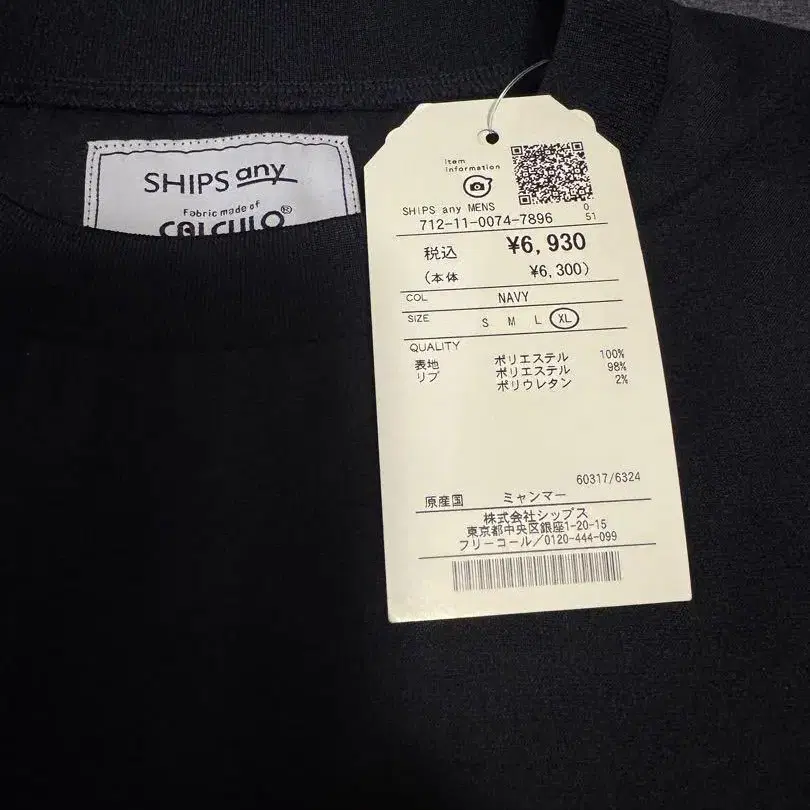 SHIPS any
Fabric made of
CALCULO®
Item
information
SHIPS any MENS
0
712-11-0074-7896
51
税込 ¥6,930
(本体 ¥6,300)
COL NAVY
SIZE S M L XL
QUALITY
表地 ポリエステル 100%
リブ ポリエステル 98%
ポリウレタン 2%
60317/6324
原産国 ミャンマー
株式会社シップス
東京都中央区銀座1-20-15
フリーコール/0120-444-099